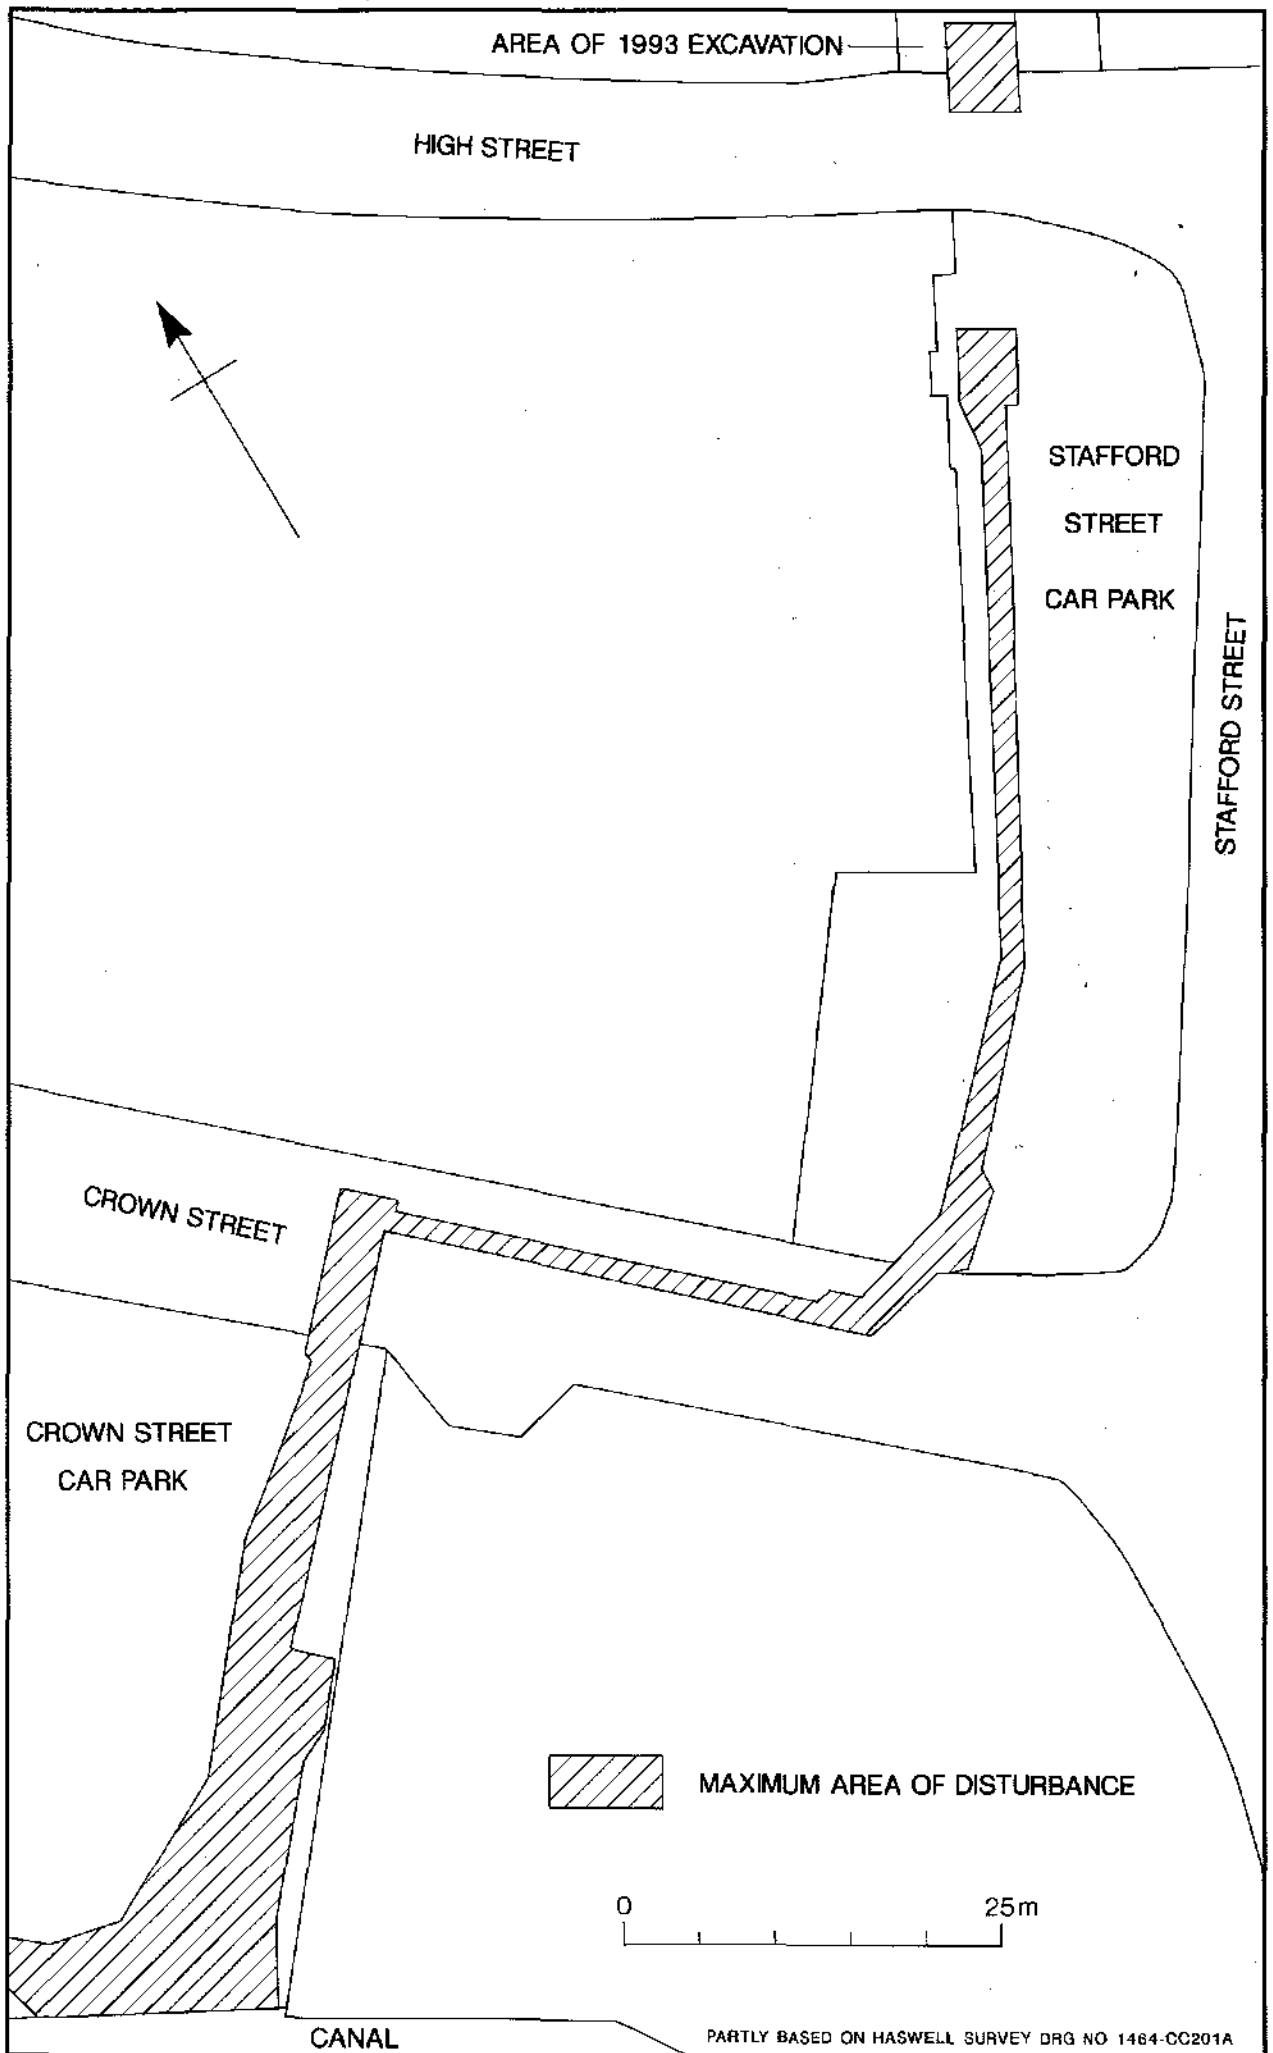 AREA OF 1993 EXCAVATION
HIGH STREET
STAFFORD
STREET
CAR PARK
STAFFORD STREET
CROWN STREET
CROWN STREET
CAR PARK
MAXIMUM AREA OF DISTURBANCE
0 25m
CANAL
PARTLY BASED ON HASWELL SURVEY DRG NO 1464-CC201A